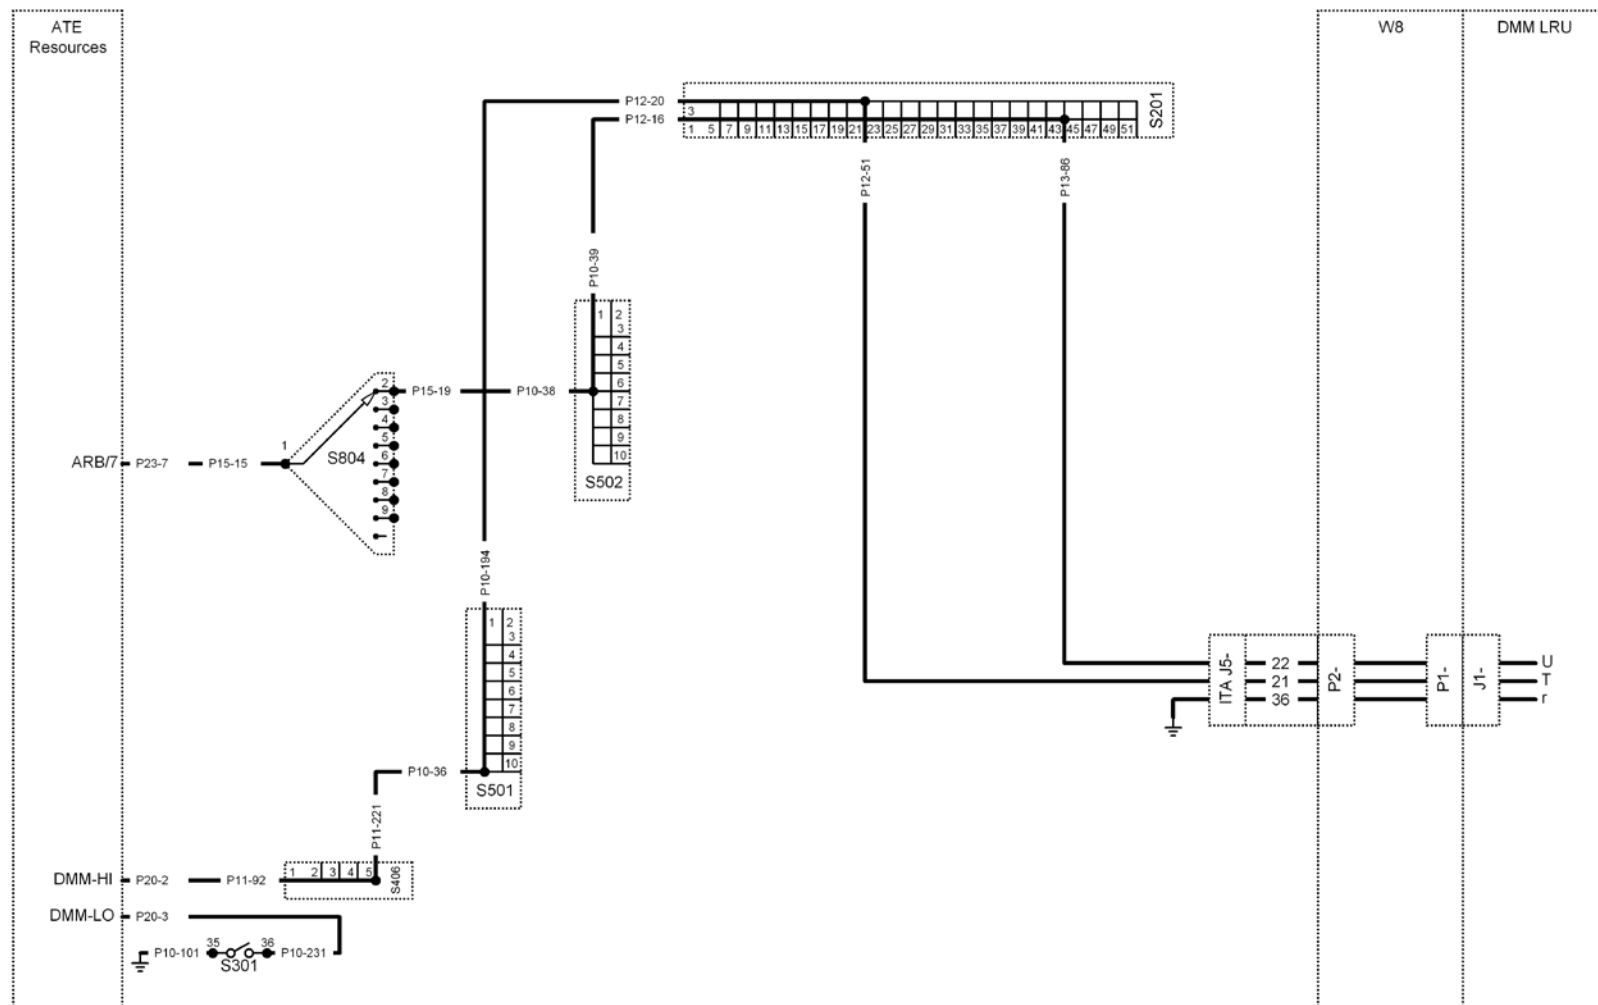 ATE
Resources
W8
DMM LRU
P12-20
P12-16
3
1 5 7 9 11 13 15 17 19 21 23 25 27 29 31 33 35 37 39 41 43 45 47 49 51
S201
P12-51
P13-86
P10-39
1 2
3
4
5
6
7
8
9
10
S502
P15-19
P10-38
2
3
4
5
6
7
8
9
1
S804
ARB/7
P23-7
P15-15
P10-194
1 2
3
4
5
6
7
8
9
10
S501
P10-36
P11-221
ITA J5-
22
21
36
P2-
P1-
J1-
U
T
r
DMM-HI
P20-2
P11-92
1 2 3 4 5
S406
DMM-LO
P20-3
P10-101
35
36
P10-231
S301